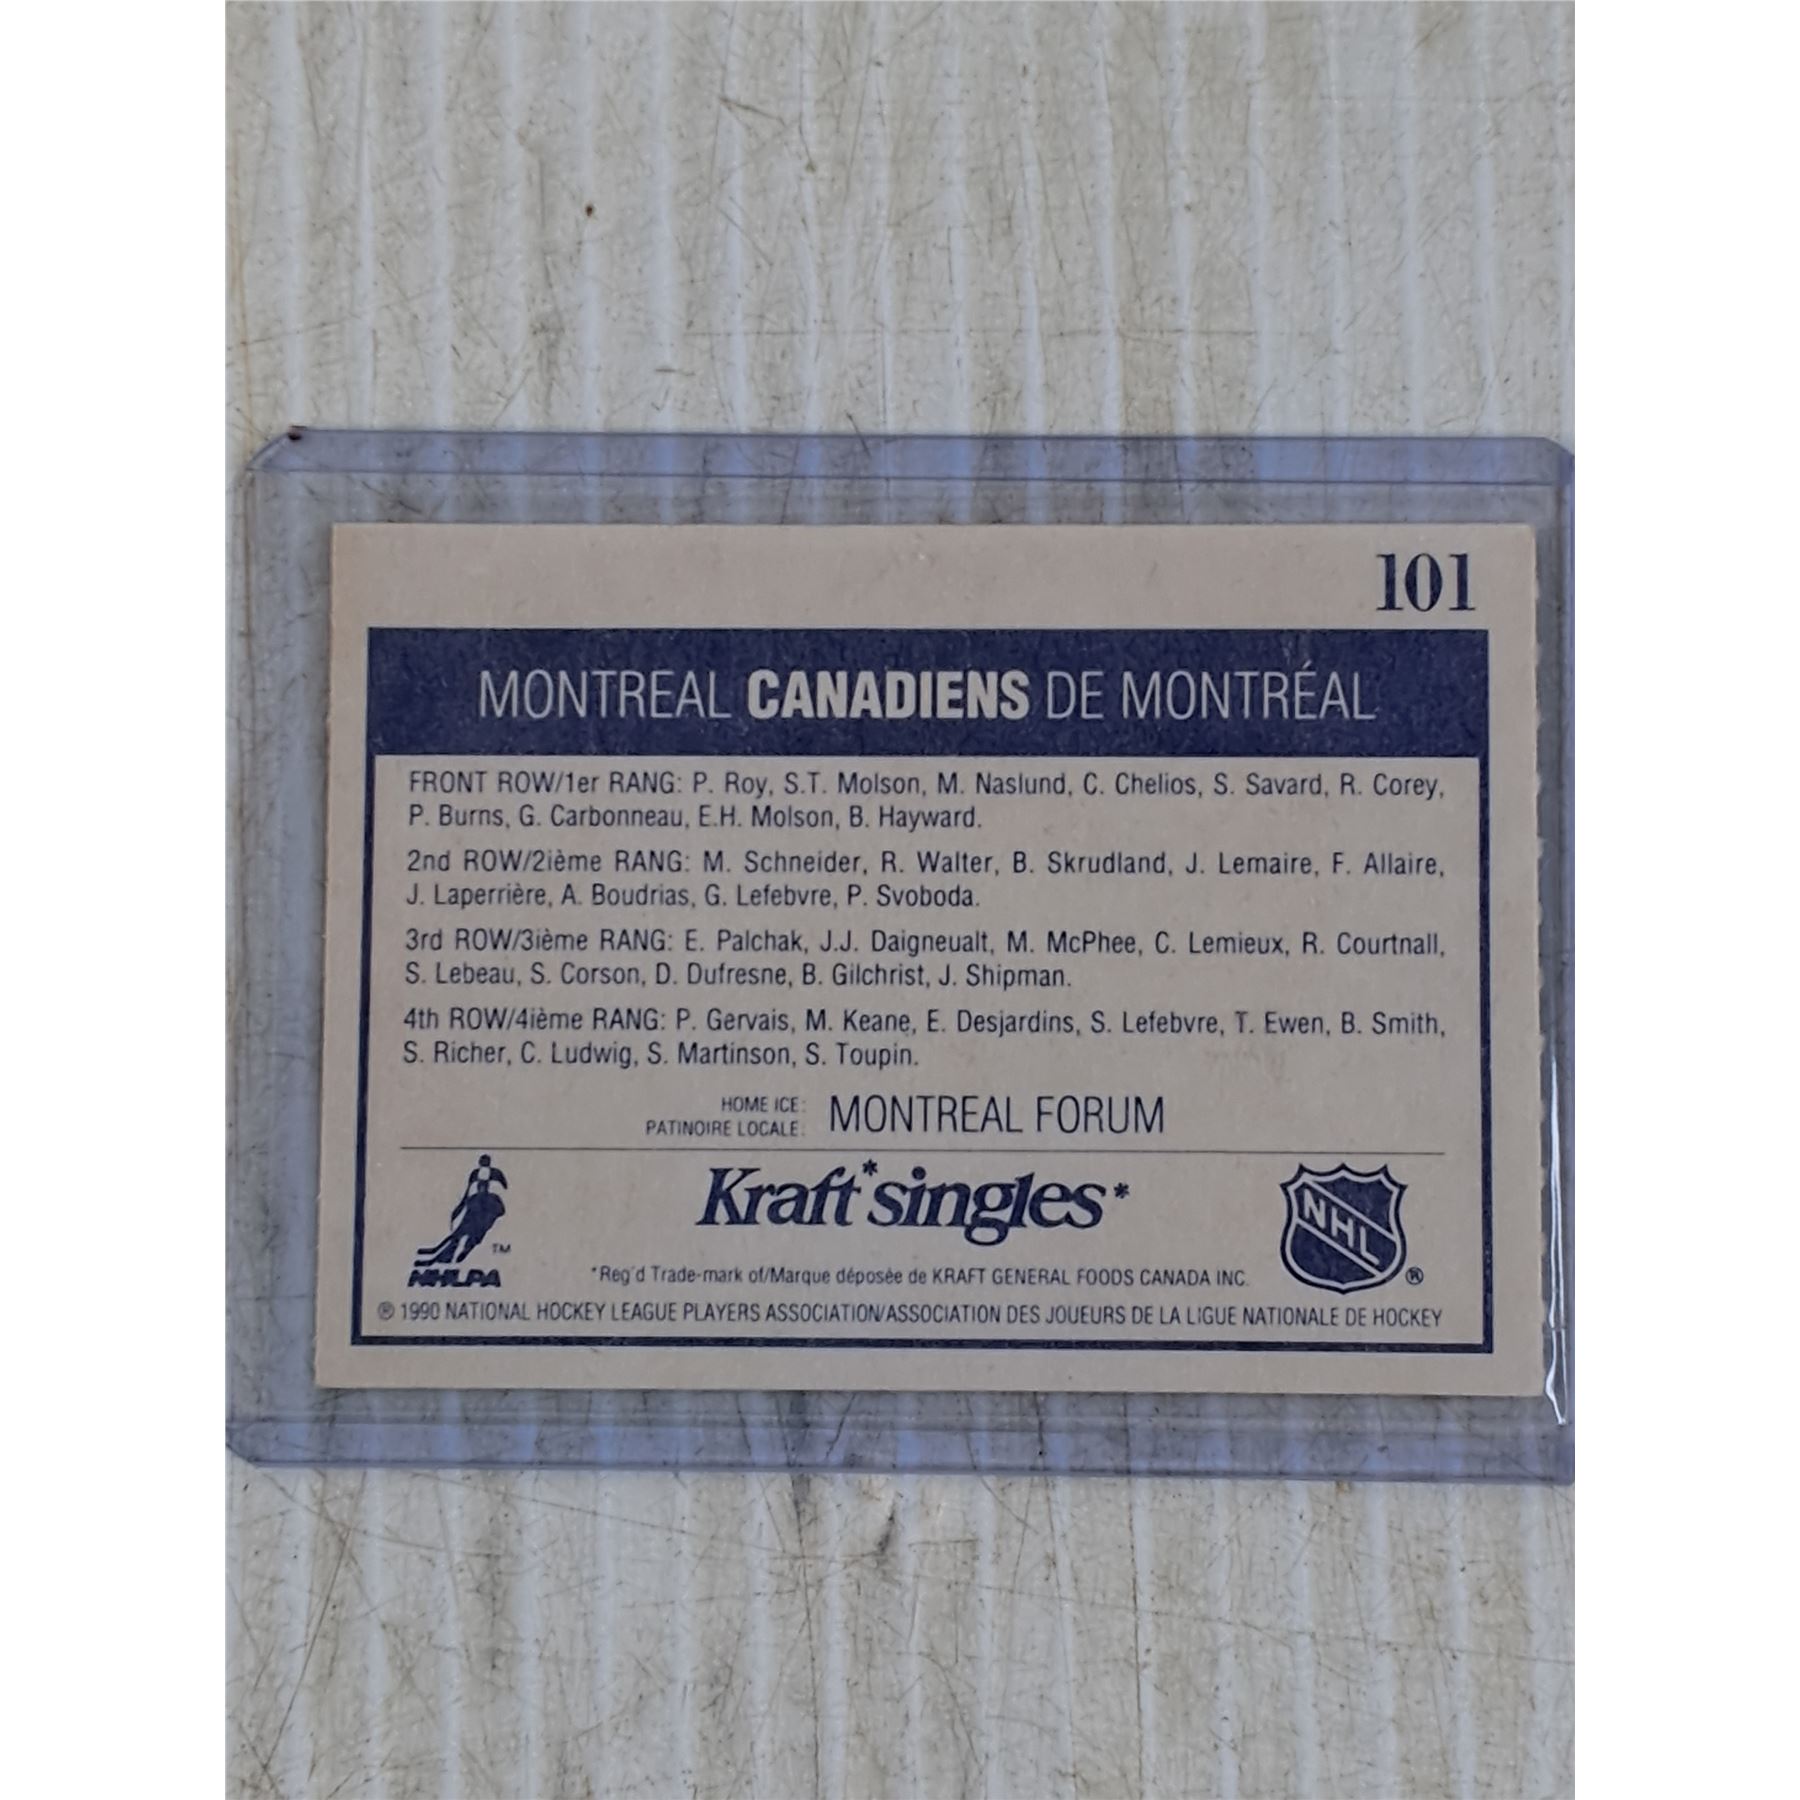 101
MONTREAL CANADIENS DE MONTRÉAL
FRONT ROW/1er RANG: P. Roy, S.T. Molson, M. Naslund, C. Chelios, S. Savard, R. Corey,
P. Burns, G. Carbonneau, E.H. Molson, B. Hayward.
2nd ROW/2ième RANG: M. Schneider, R. Walter, B. Skrudland, J. Lemaire, F. Allaire,
J. Laperrière, A. Boudrias, G. Lefebvre, P. Svoboda.
3rd ROW/3ième RANG: E. Palchak, J.J. Daigneualt, M. McPhee, C. Lemieux, R. Courtnall,
S. Lebeau, S. Corson, D. Dufresne, B. Gilchrist, J. Shipman.
4th ROW/4ième RANG: P. Gervais, M. Keane, E. Desjardins, S. Lefebvre, T. Ewen, B. Smith,
S. Richer, C. Ludwig, S. Martinson, S. Toupin.
HOME ICE:
PATINOIRE LOCALE: MONTREAL FORUM
Kraft* singles*
NHL ®
TM
NHLPA
*Reg'd Trade-mark of/Marque déposée de KRAFT GENERAL FOODS CANADA INC.
® 1990 NATIONAL HOCKEY LEAGUE PLAYERS ASSOCIATION/ASSOCIATION DES JOUEURS DE LA LIGUE NATIONALE DE HOCKEY